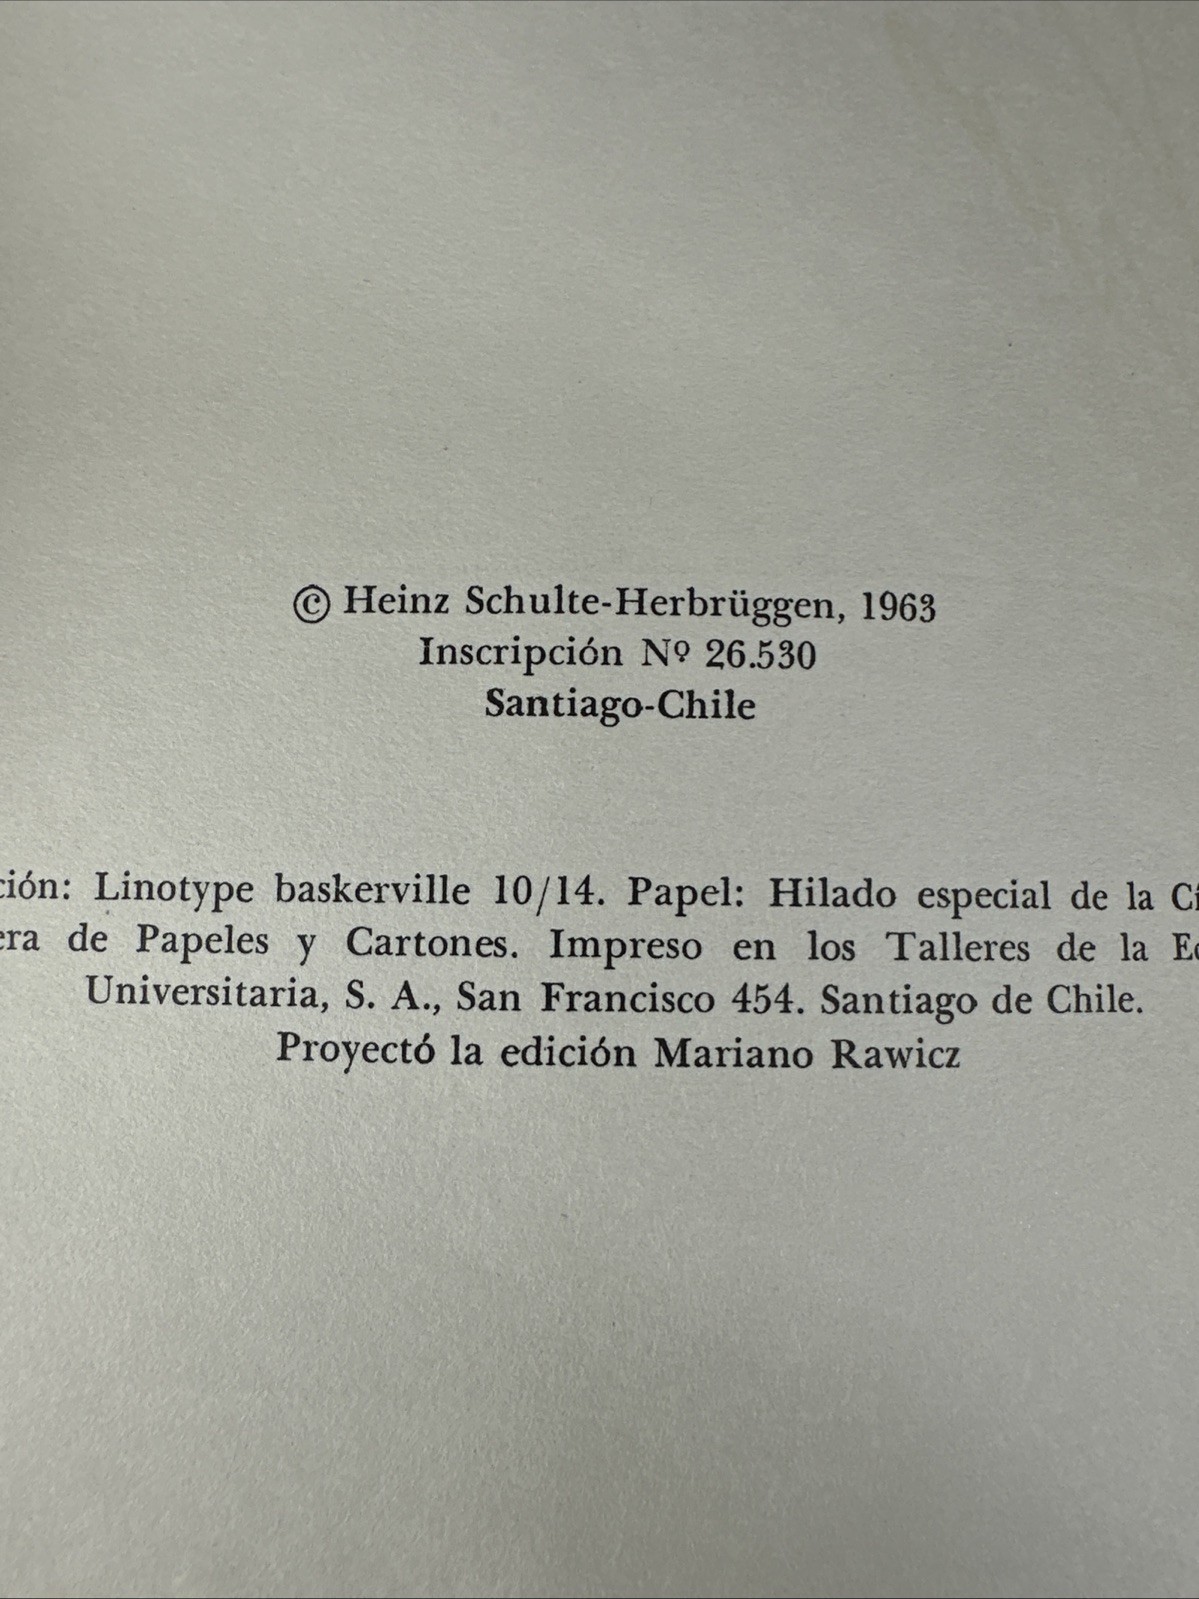 © Heinz Schulte-Herbrüggen, 1963
Inscripción Nº 26.530
Santiago-Chile
ción: Linotype baskerville 10/14. Papel: Hilado especial de la
era de Papeles y Cartones. Impreso en los Talleres de la
Universitaria, S. A., San Francisco 454. Santiago de Chile.
Proyectó la edición Mariano Rawicz